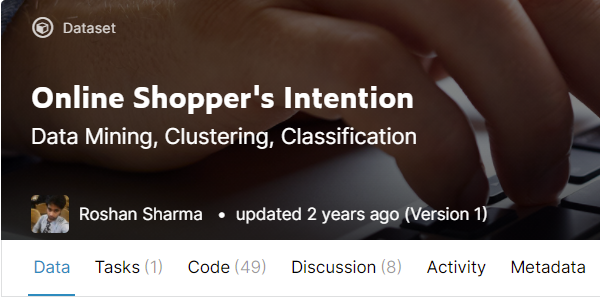 Dataset
Online Shopper's Intention
Data Mining, Clustering, Classification
Roshan Sharma • updated 2 years ago (Version 1)
Data Tasks (1) Code (49) Discussion (8) Activity Metadata